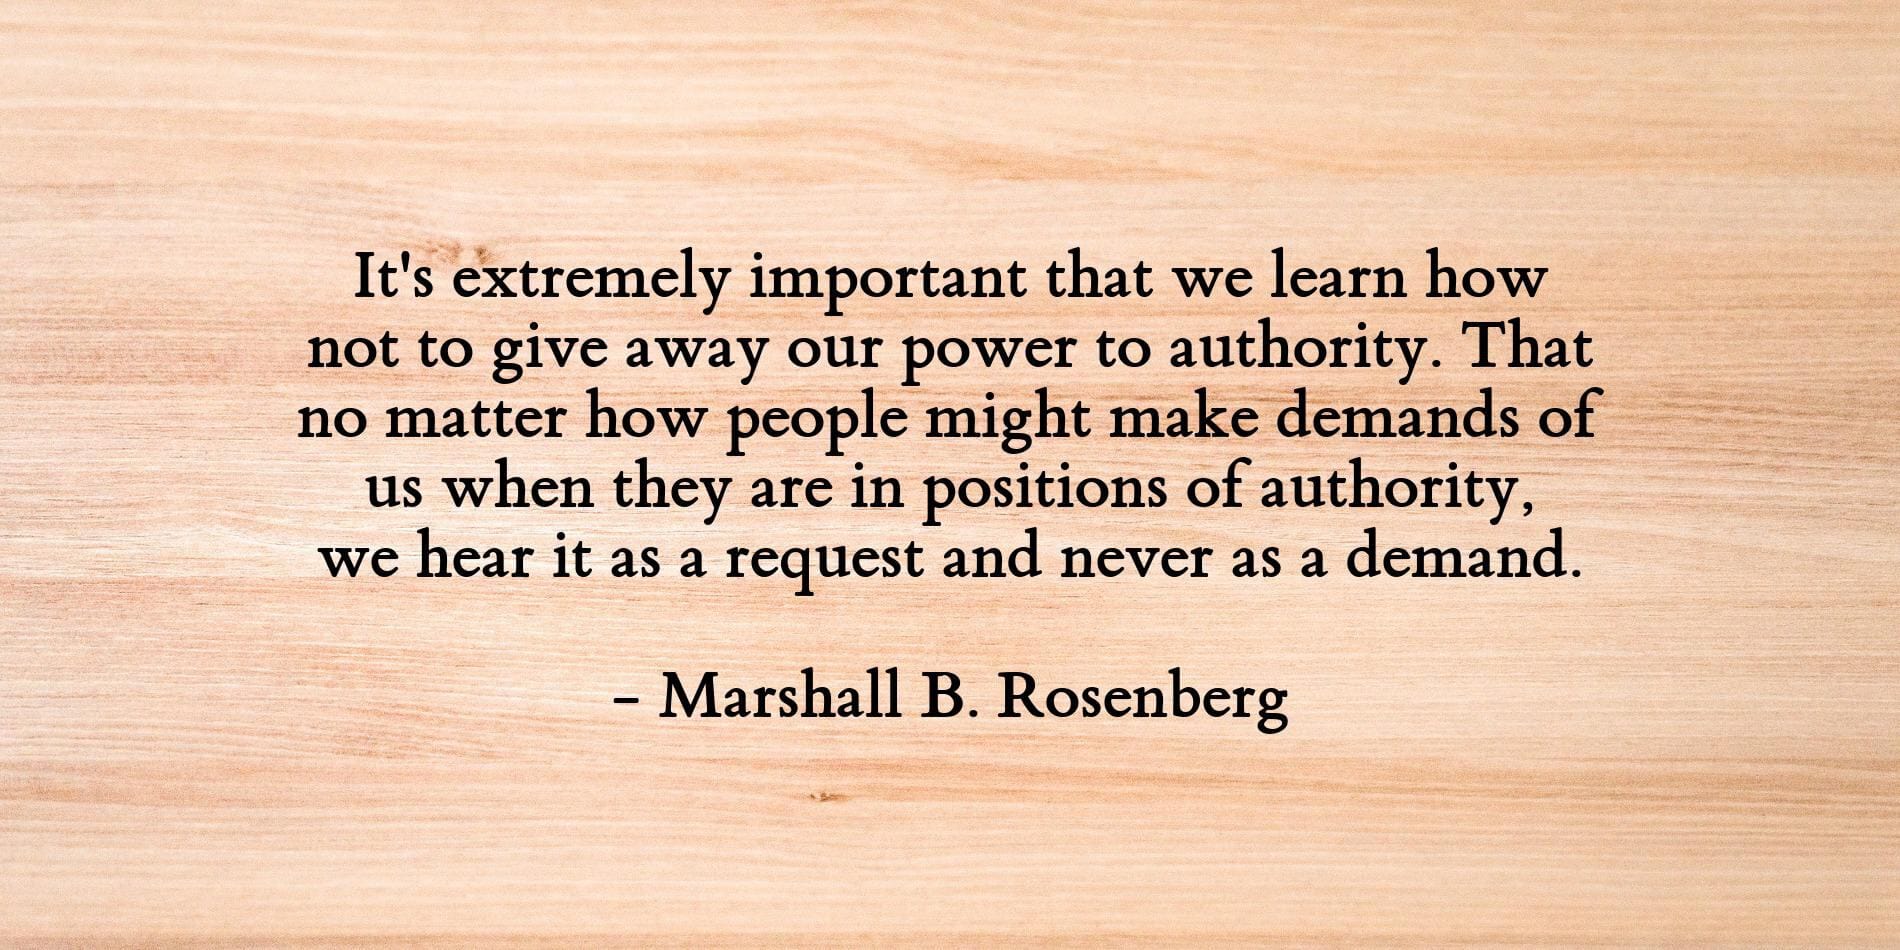 It's extremely important that we learn how
not to give away our power to authority. That
no matter how people might make demands of
us when they are in positions of authority,
we hear it as a request and never as a demand.
- Marshall B. Rosenberg